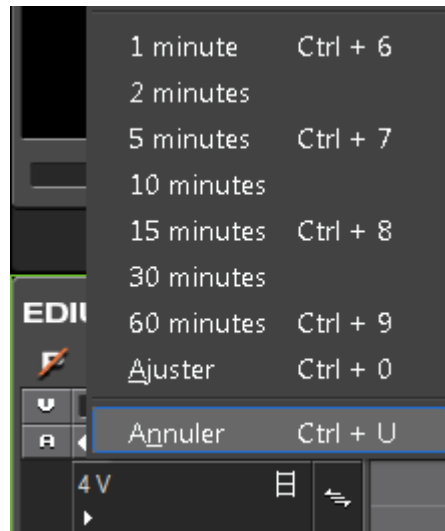 1 minute Ctrl + 6
2 minutes
5 minutes Ctrl + 7
10 minutes
15 minutes Ctrl + 8
30 minutes
60 minutes Ctrl + 9
Ajuster Ctrl + 0
Annuler Ctrl + U
EDIU
V
A
4 V